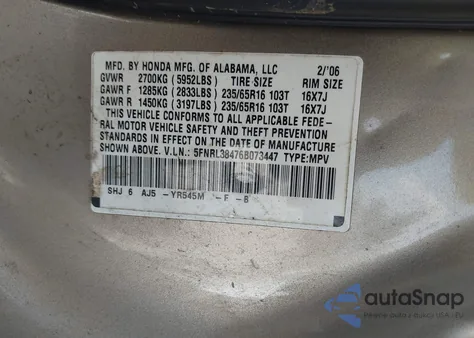 MFD. BY HONDA MFG. OF ALABAMA, LLC 2/'06
GVWR 2700KG (5952LBS) TIRE SIZE RIM SIZE
GAWR F 1285KG (2833LBS) 235/65R16 103T 16X7J
GAWR R 1450KG (3197LBS) 235/65R16 103T 16X7J
THIS VEHICLE CONFORMS TO ALL APPLICABLE FEDE-
RAL MOTOR VEHICLE SAFETY AND THEFT PREVENTION
STANDARDS IN EFFECT ON THE DATE OF MANUFACTURE
SHOWN ABOVE. V.I.N.: 5FNRL38476B073447 TYPE:MPV
SHJ 6 AJ5 - YR545M -E -B
autoSnap